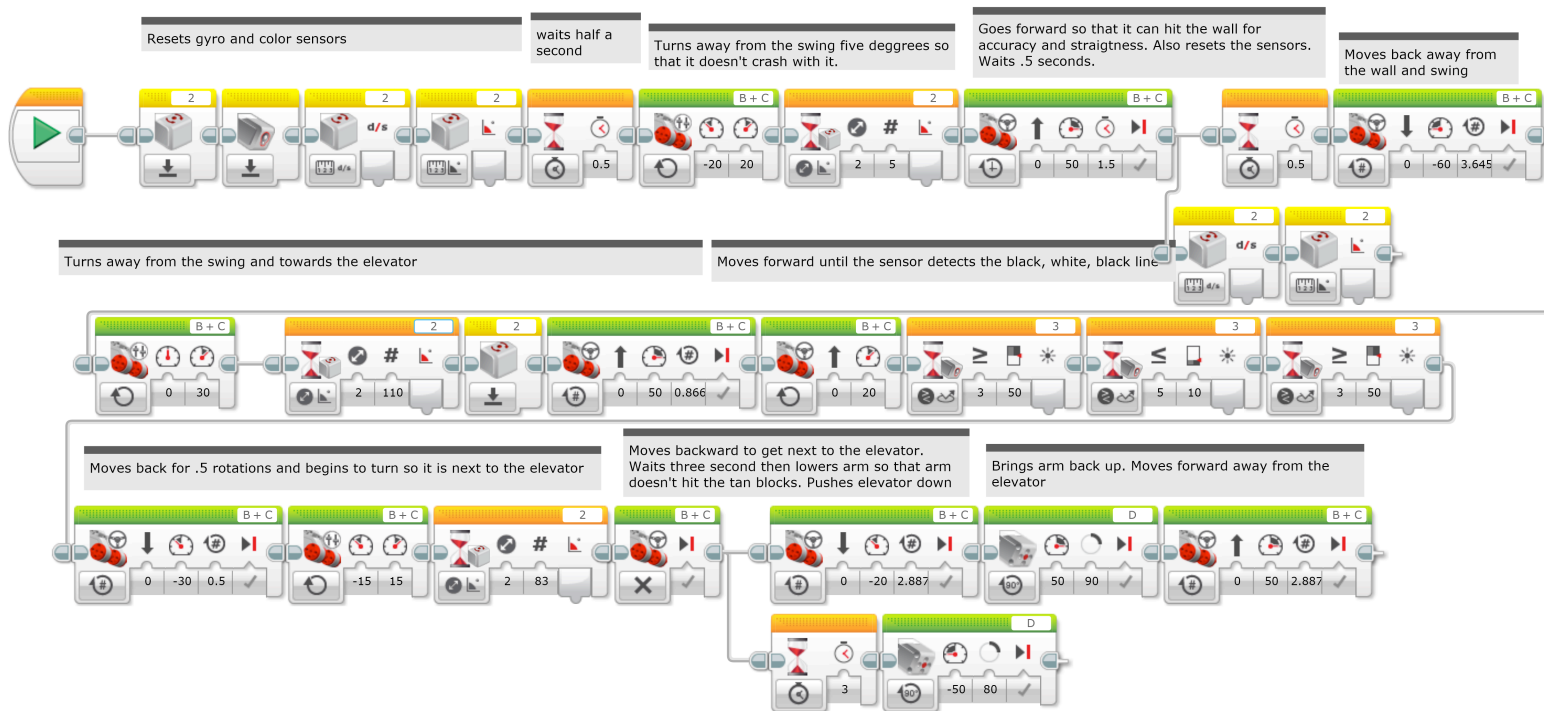 Resets gyro and color sensors
waits half a
second
Turns away from the swing five deggrees so
that it doesn't crash with it.
Goes forward so that it can hit the wall for
accuracy and straigtness. Also resets the sensors.
Waits .5 seconds.
Moves back away from
the wall and swing
2
2 d/s
2
B + C
2 #
B + C
B + C
0.5 -20 20 2 5 0 50 1.5 0.5 0 -60 3.645
2 d/s
2
Turns away from the swing and towards the elevator
Moves forward until the sensor detects the black, white, black line
B + C
2 #
2
B + C
B + C
3 ≥
3 ≤
3 ≥
0 30 2 110 0 50 0.866 0 20 3 50 5 10 3 50
Moves back for .5 rotations and begins to turn so it is next to the elevator
Moves backward to get next to the elevator.
Waits three second then lowers arm so that arm
doesn't hit the tan blocks. Pushes elevator down
Brings arm back up. Moves forward away from the
elevator
B + C
B + C
2 #
B + C
B + C
D
B + C
0 -30 0.5 -15 15 2 83 0 -20 2.887 50 90 0 50 2.887
D
3 -50 80